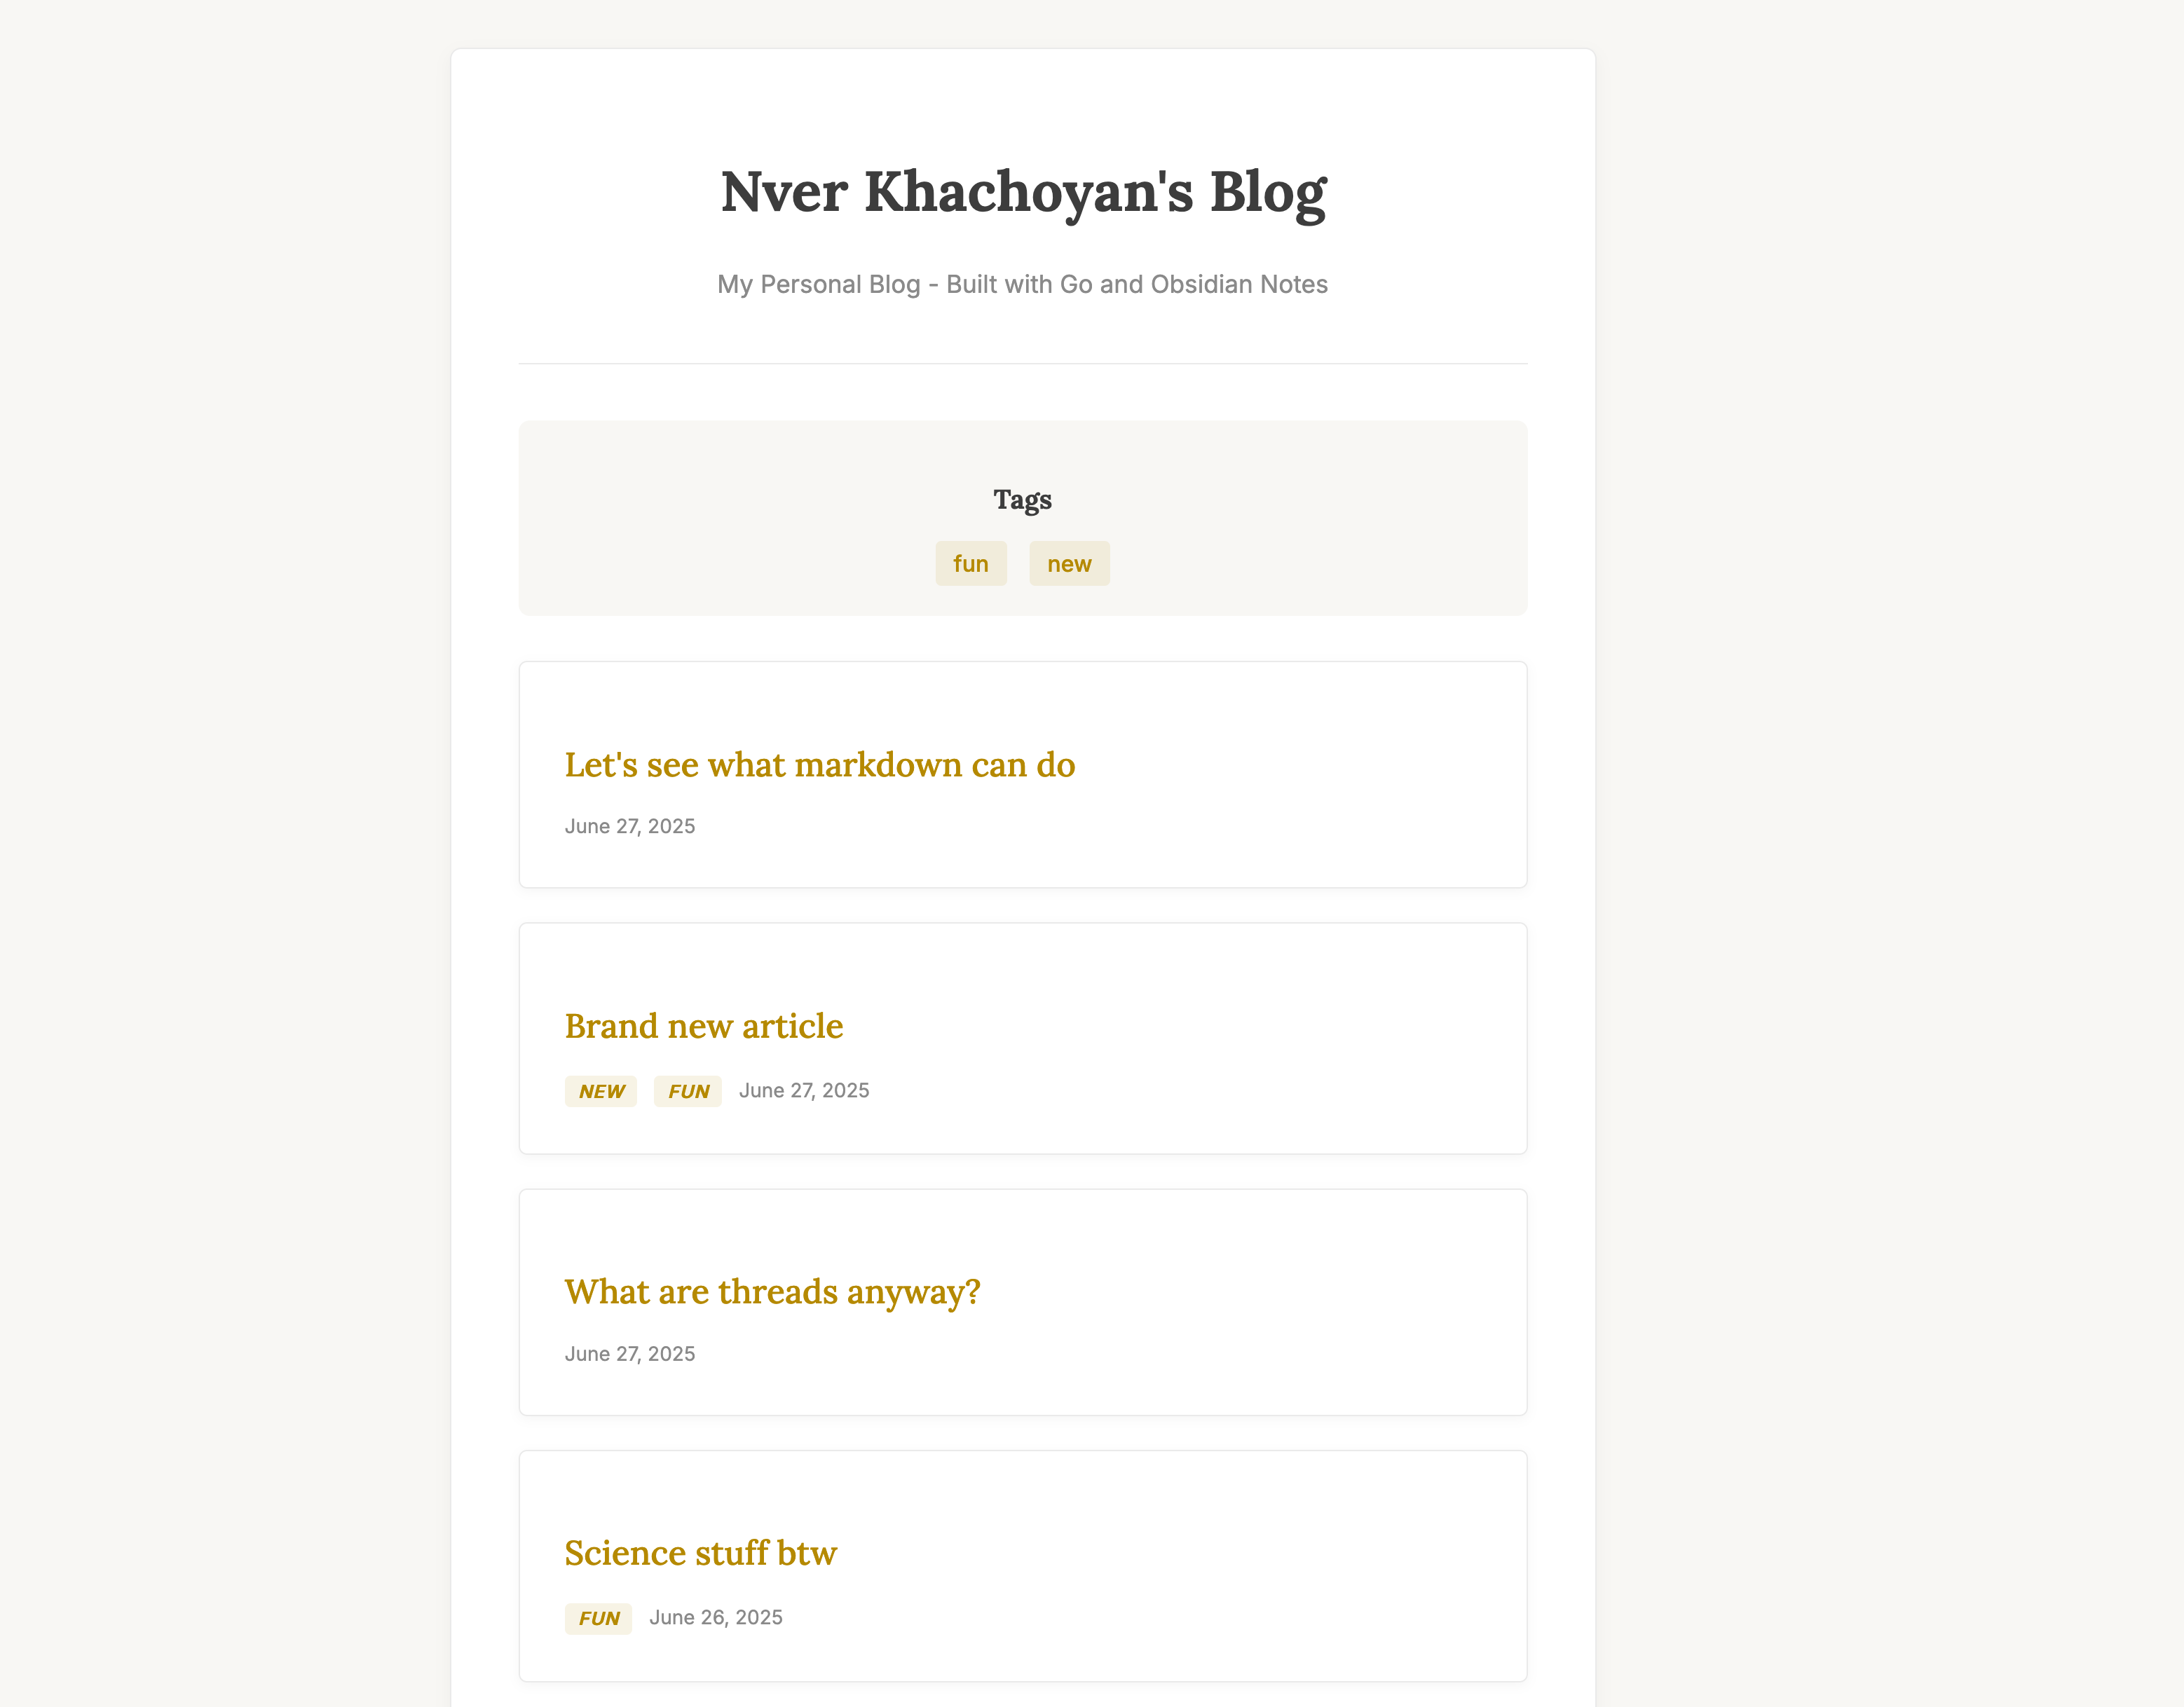 Nver Khachoyan's Blog
My Personal Blog - Built with Go and Obsidian Notes
Tags
fun new
Let's see what markdown can do
June 27, 2025
Brand new article
NEW FUN June 27, 2025
What are threads anyway?
June 27, 2025
Science stuff btw
FUN June 26, 2025